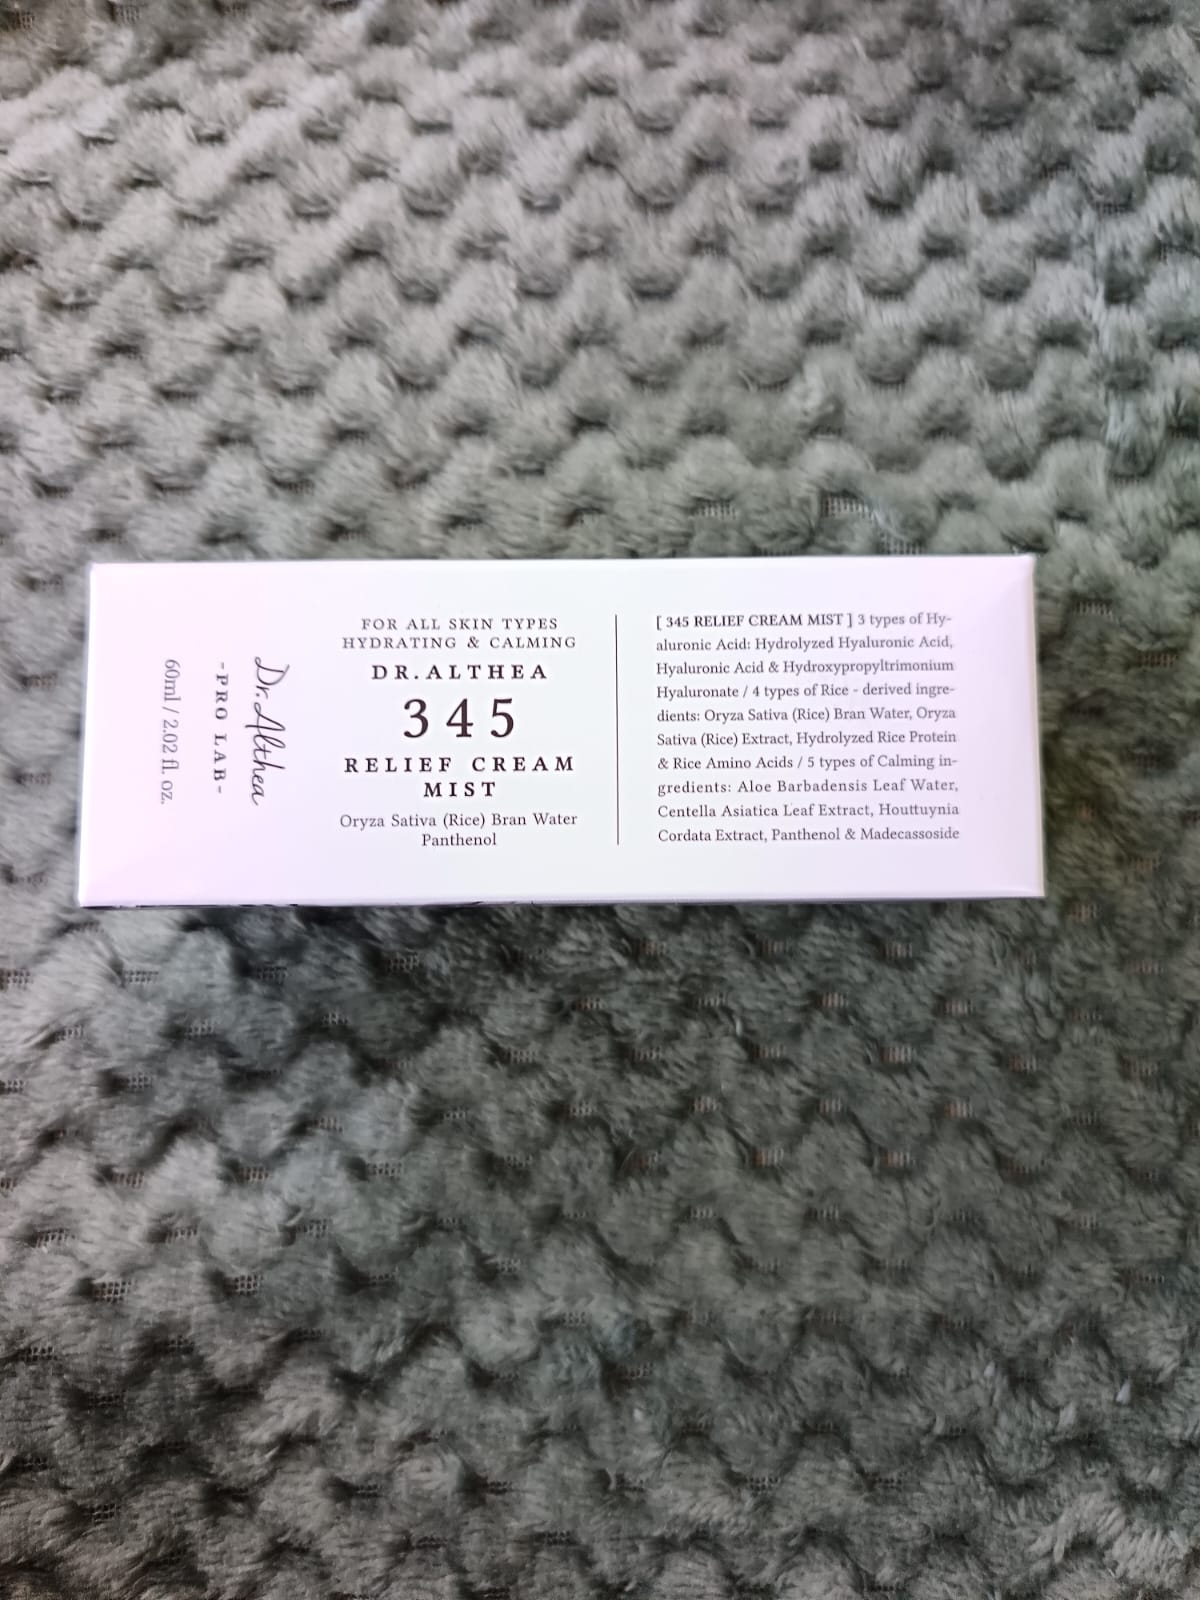 Dr. Althea
-PRO LAB-
60ml / 2.02 fl. oz.
FOR ALL SKIN TYPES
HYDRATING & CALMING
DR.ALTHEA
345
RELIEF CREAM
MIST
Oryza Sativa (Rice) Bran Water
Panthenol
[ 345 RELIEF CREAM MIST ] 3 types of Hy-
aluronic Acid: Hydrolyzed Hyaluronic Acid,
Hyaluronic Acid & Hydroxypropyltrimonium
Hyaluronate / 4 types of Rice - derived ingre-
dients: Oryza Sativa (Rice) Bran Water, Oryza
Sativa (Rice) Extract, Hydrolyzed Rice Protein
& Rice Amino Acids / 5 types of Calming in-
gredients: Aloe Barbadensis Leaf Water,
Centella Asiatica Leaf Extract, Houttuynia
Cordata Extract, Panthenol & Madecassoside